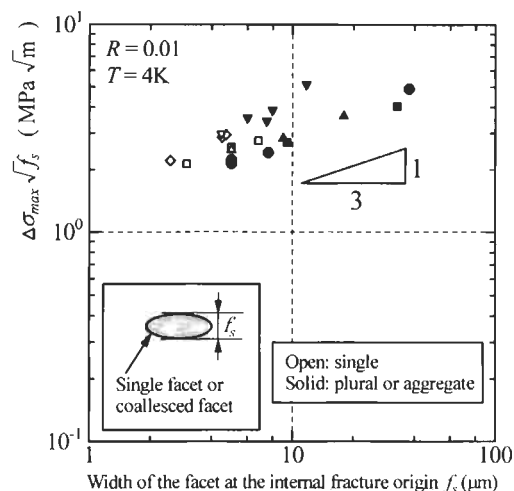 10¹
R = 0.01
T = 4K
Δσmax √fs ( MPa √m )
1
3
10⁰
fs
Single facet or
coallesced facet
Open: single
Solid: plural or aggregate
10⁻¹
1 10 100
Width of the facet at the internal fracture origin fs (μm)